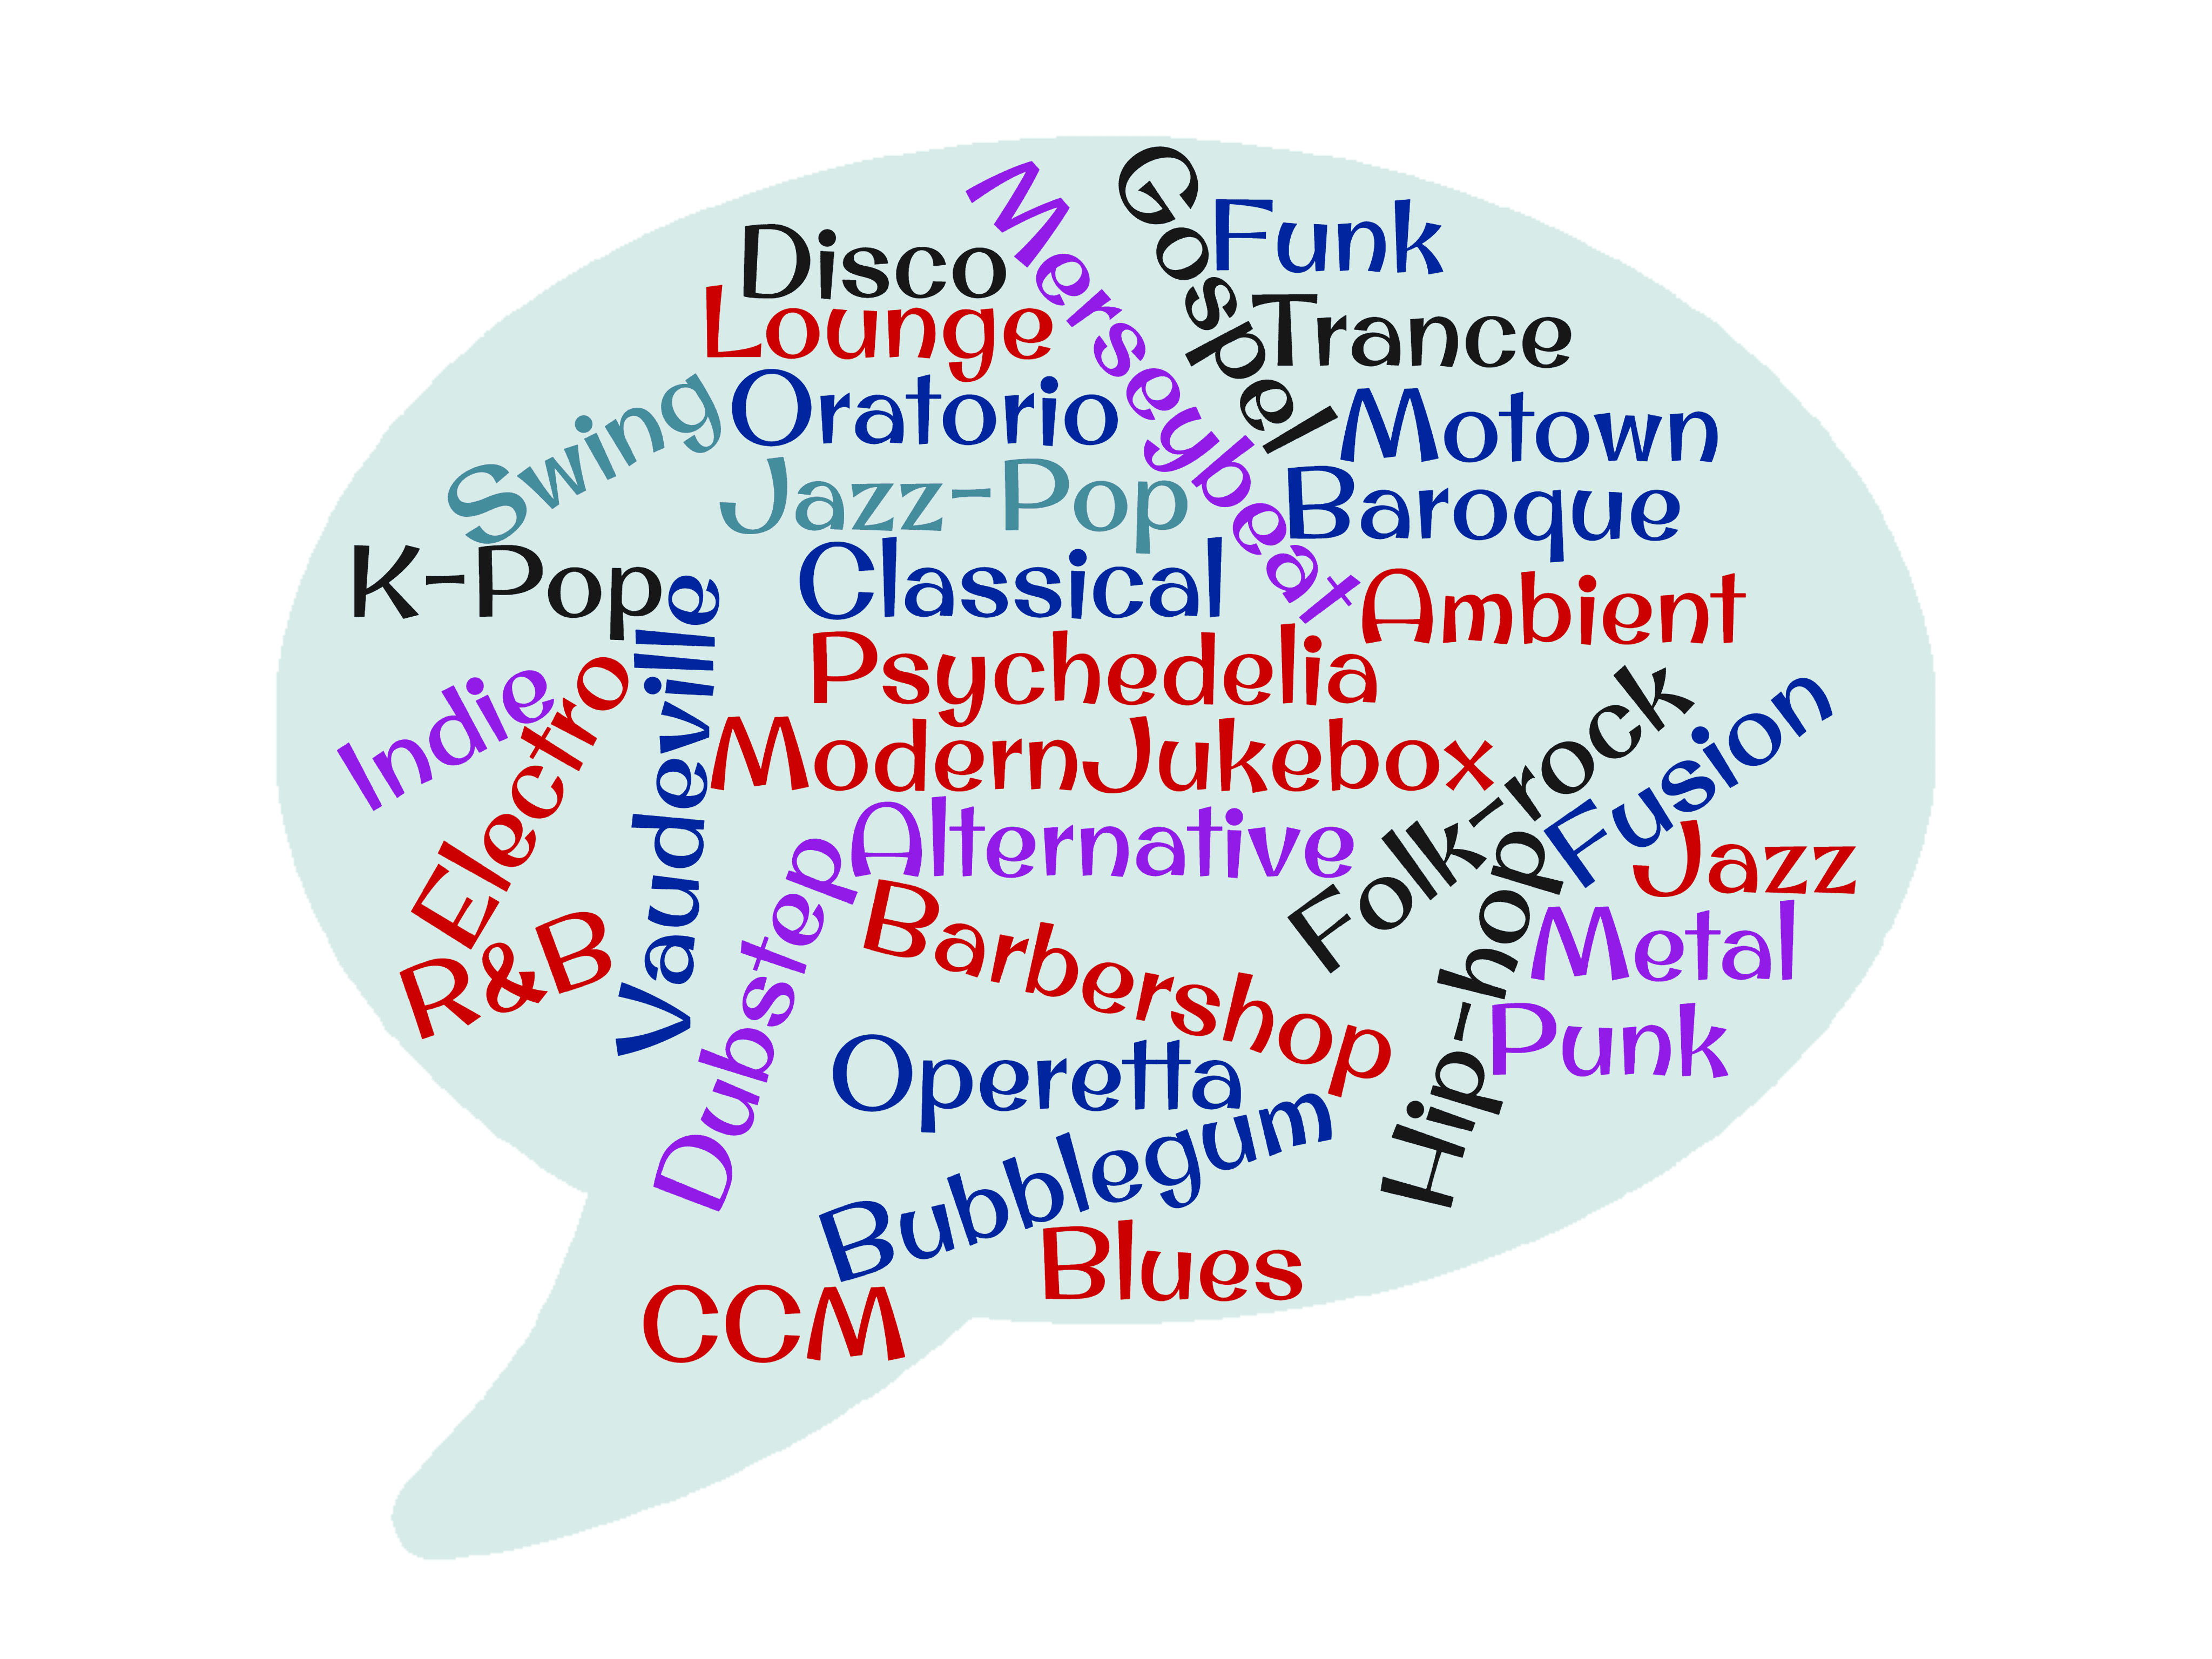 Merseybeat
Gospel
Funk
Disco
Lounge
Trance
Swing
Oratorio
Motown
Jazz-Pop
Baroque
K-Pop
Classical
Ambient
Psychedelia
Indie
Electro
Vaudeville
ModernJukebox
Folk-rock
Fusion
Alternative
Jazz
R&B
Dubstep
Barbershop
Hip-hop
Metal
Punk
Operetta
Bubblegum
Blues
CCM